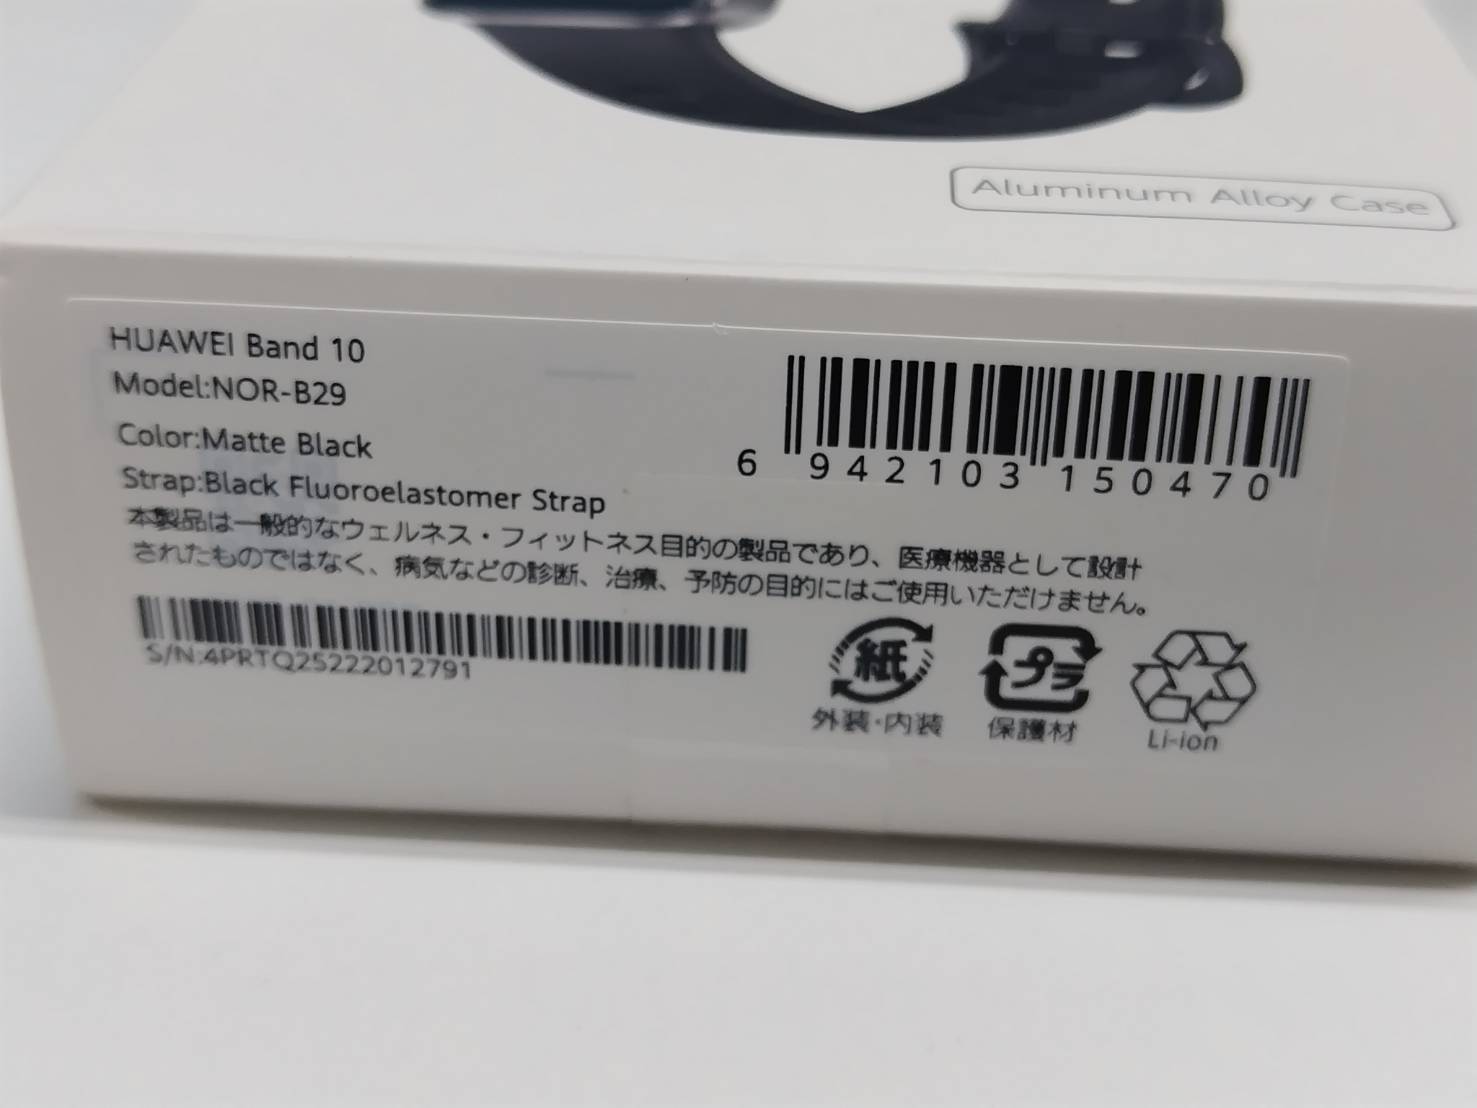 Aluminum Alloy Case
HUAWEI Band 10
Model:NOR-B29
Color:Matte Black
Strap:Black Fluoroelastomer Strap
6 942103 150470
本製品は一般的なウェルネス・フィットネス目的の製品であり、医療機器として設計
されたものではなく、病気などの診断、治療、予防の目的にはご使用いただけません。
S/N:4PRTQ25222012791
紙
外装・内装
プラ
保護材
Li-ion